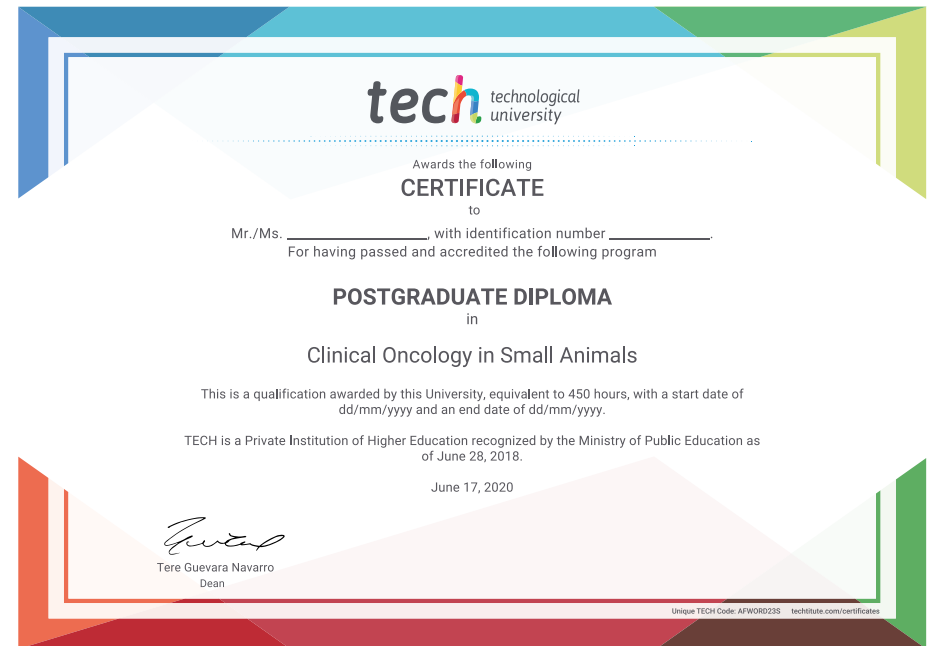 tech technological
university
Awards the following
CERTIFICATE
to
Mr./Ms. ____________________, with identification number ______________.
For having passed and accredited the following program
POSTGRADUATE DIPLOMA
in
Clinical Oncology in Small Animals
This is a qualification awarded by this University, equivalent to 450 hours, with a start date of
dd/mm/yyyy and an end date of dd/mm/yyyy.
TECH is a Private Institution of Higher Education recognized by the Ministry of Public Education as
of June 28, 2018.
June 17, 2020
Tere Guevara Navarro
Dean
Unique TECH Code: AFWORD23S techtitute.com/certificates